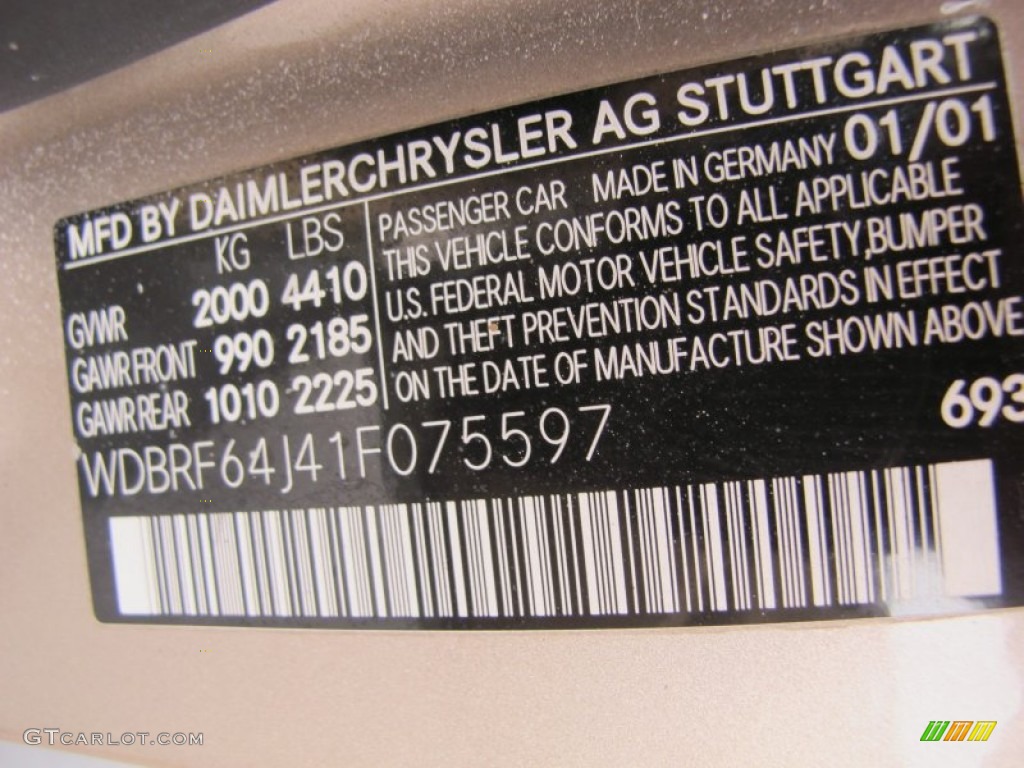 MFD BY DAIMLERCHRYSLER AG STUTTGART
KG LBS
GVWR 2000 4410
GAWR FRONT 990 2185
GAWR REAR 1010 2225
PASSENGER CAR MADE IN GERMANY 01/01
THIS VEHICLE CONFORMS TO ALL APPLICABLE
U.S. FEDERAL MOTOR VEHICLE SAFETY, BUMPER
AND THEFT PREVENTION STANDARDS IN EFFECT
ON THE DATE OF MANUFACTURE SHOWN ABOVE
WDBRF64J41F075597
693
GTCARLOT.COM